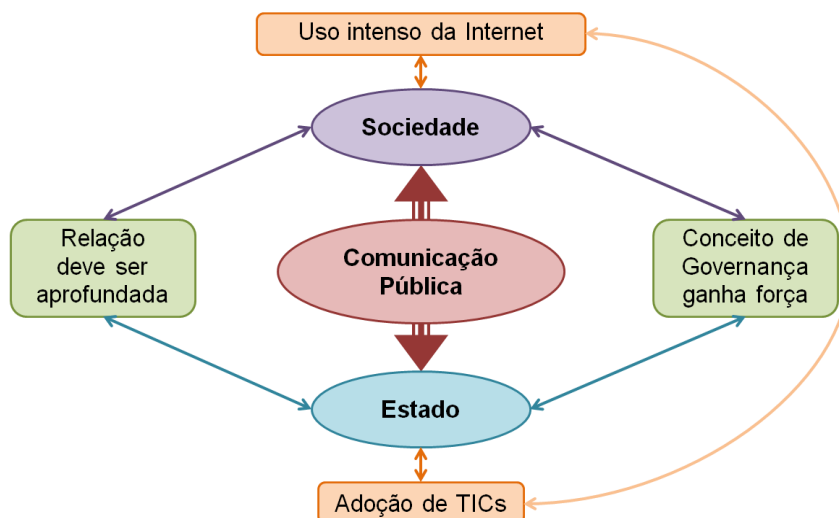 Uso intenso da Internet
Sociedade
Relação
deve ser
aprofundada
Comunicação
Pública
Conceito de
Governança
ganha força
Estado
Adoção de TICs